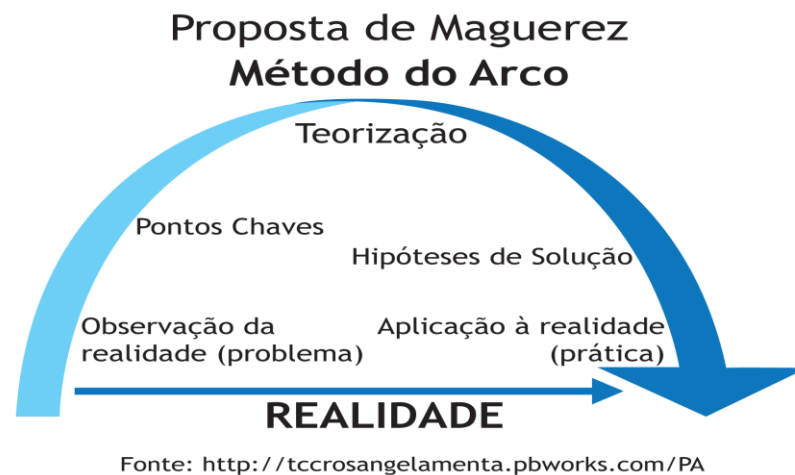 Proposta de Maguerez
Método do Arco
Teorização
Pontos Chaves
Hipóteses de Solução
Observação da
realidade (problema)
Aplicação à realidade
(prática)
REALIDADE
Fonte: http://tccrosangelamenta.pbworks.com/PA